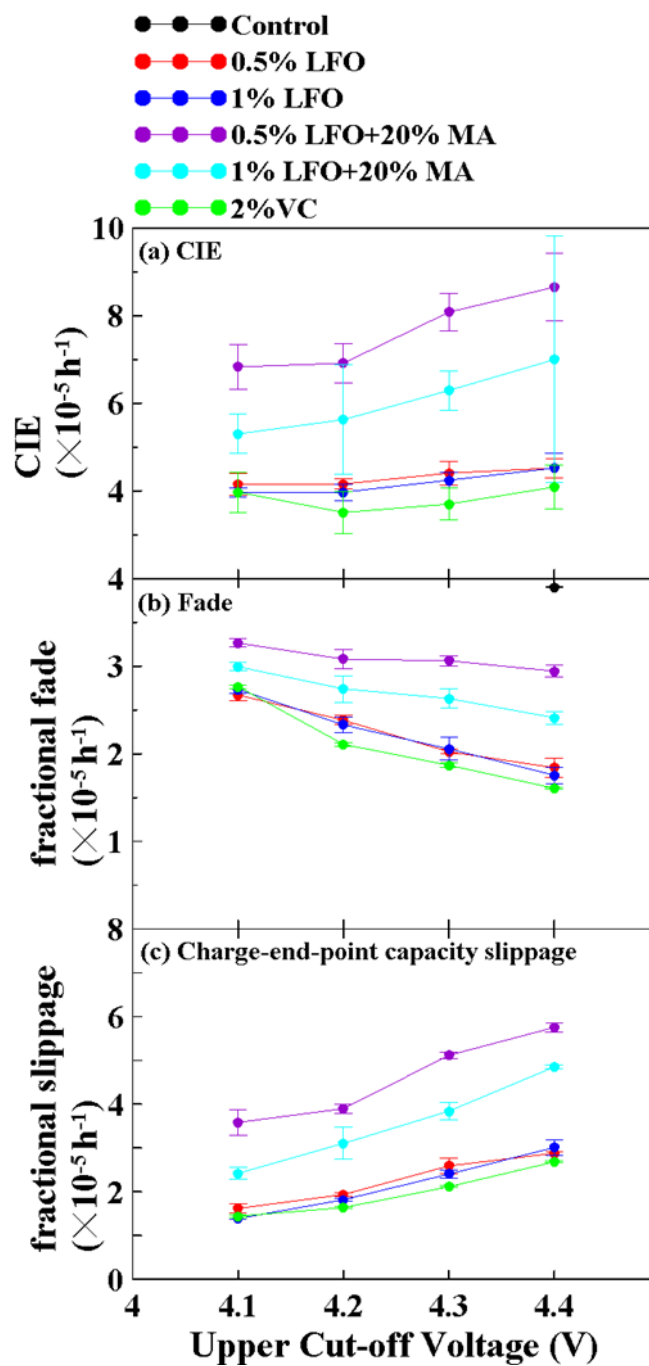 Control
0.5% LFO
1% LFO
0.5% LFO+20% MA
1% LFO+20% MA
2%VC
(a) CIE
CIE
(×10⁻⁵ h⁻¹)
10
8
6
4
4
(b) Fade
fractional fade
(×10⁻⁵ h⁻¹)
3
2
1
8
(c) Charge-end-point capacity slippage
fractional slippage
(×10⁻⁵ h⁻¹)
6
4
2
0
4 4.1 4.2 4.3 4.4
Upper Cut-off Voltage (V)